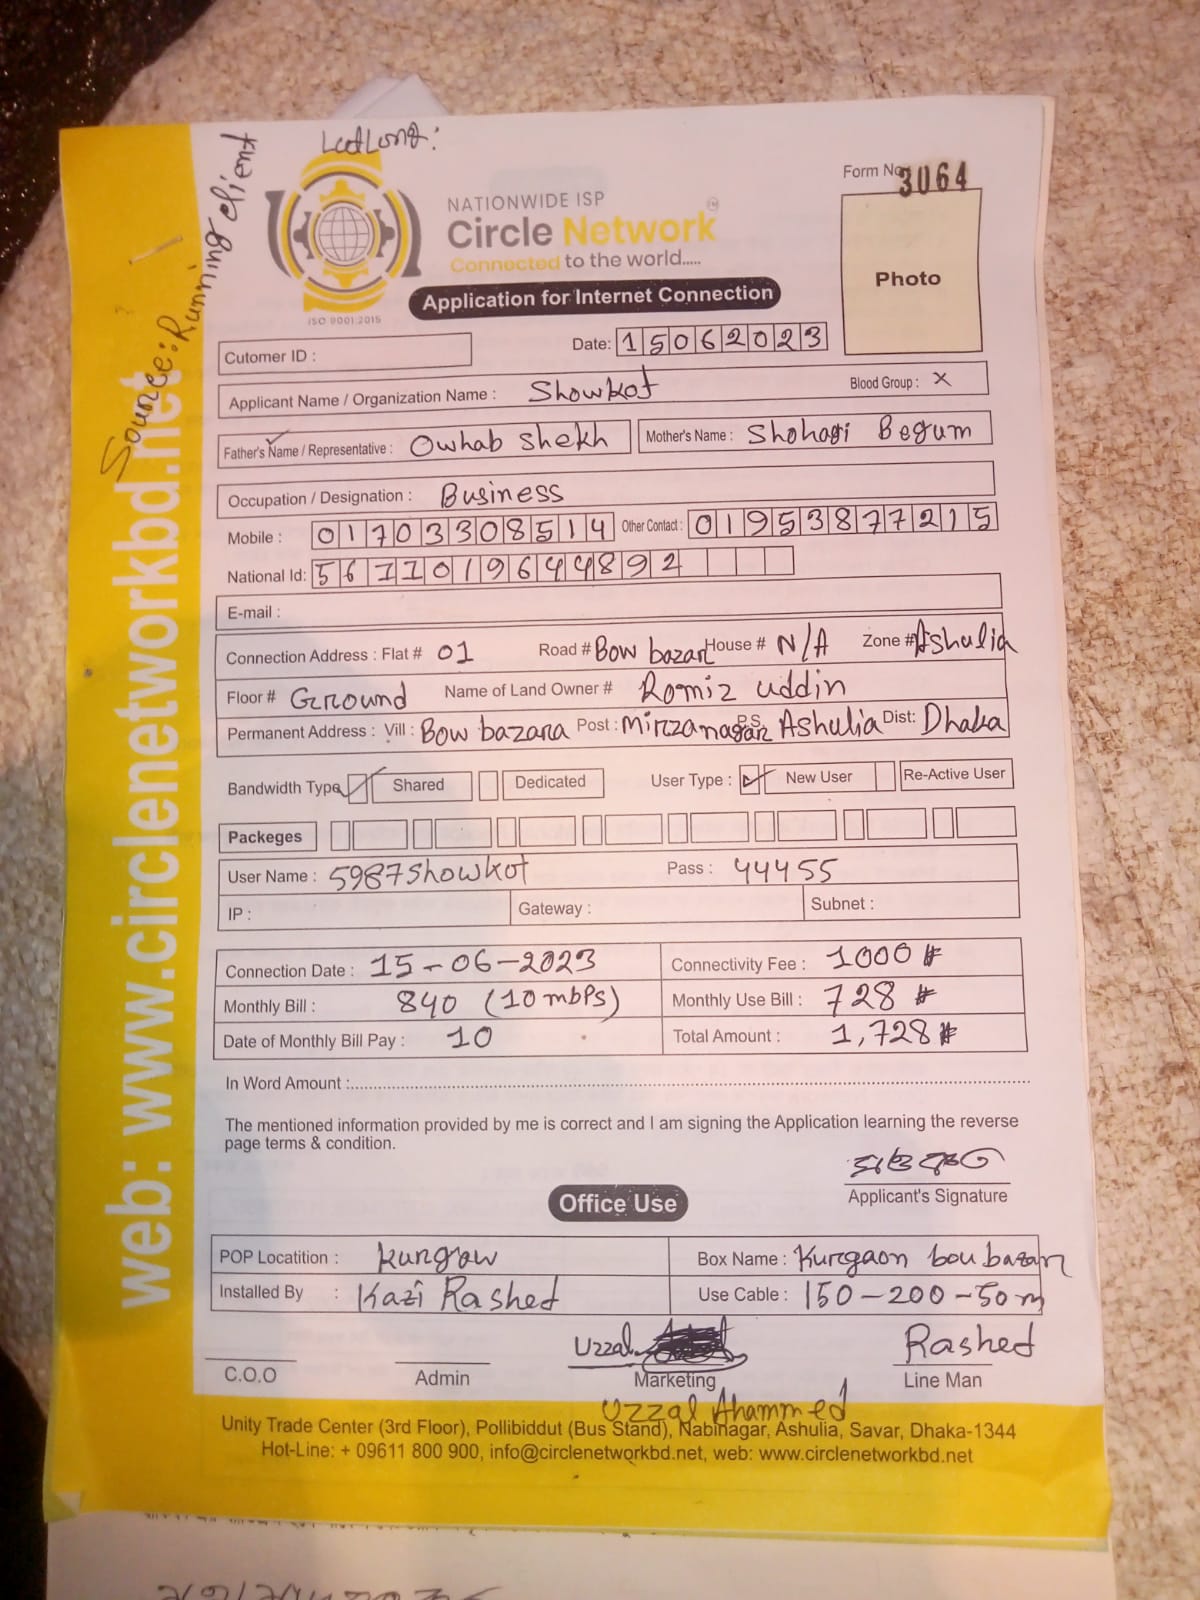 LatLong:
Source: Running Client
Form No 3064
NATIONWIDE ISP
Circle Network
Connected to the world.....
ISO 9001:2015
Application for Internet Connection
Photo
Cutomer ID :
Date: 15062023
Applicant Name / Organization Name : Showkot Blood Group : X
Father's Name / Representative : Owhab Shekh Mother's Name : Shohagi Begum
Occupation / Designation : Business
Mobile : 01703308514 Other Contact : 01953877215
National Id: 5611019644892
E-mail :
Connection Address : Flat # 01 Road # Bow bazar House # N/A Zone # Ashulia
Floor # Ground Name of Land Owner # Romiz uddin
Permanent Address : Vill : Bow bazara Post : Mirzanagar P.S. Ashulia Dist: Dhaka
Bandwidth Type Shared Dedicated User Type : New User Re-Active User
Packeges
User Name : 5987showkot Pass : 44455
IP : Gateway : Subnet :
Connection Date : 15-06-2023 Connectivity Fee : 1000 #
Monthly Bill : 840 (10 mbps) Monthly Use Bill : 728 #
Date of Monthly Bill Pay : 10 Total Amount : 1,728 #
In Word Amount :
The mentioned information provided by me is correct and I am signing the Application learning the reverse
page terms & condition.
Applicant's Signature
Office Use
POP Locatition : kungraw Box Name : Kurgaon bou bazar
Installed By : Kazi Rashed Use Cable : 150-200-50m
Uzzal Rashed
C.O.O Admin Marketing Line Man
Uzzal Ahammed
Unity Trade Center (3rd Floor), Pollibiddut (Bus Stand), Nabinagar, Ashulia, Savar, Dhaka-1344
Hot-Line: + 09611 800 900, info@circlenetworkbd.net, web: www.circlenetworkbd.net
web: www.circlenetworkbd.net